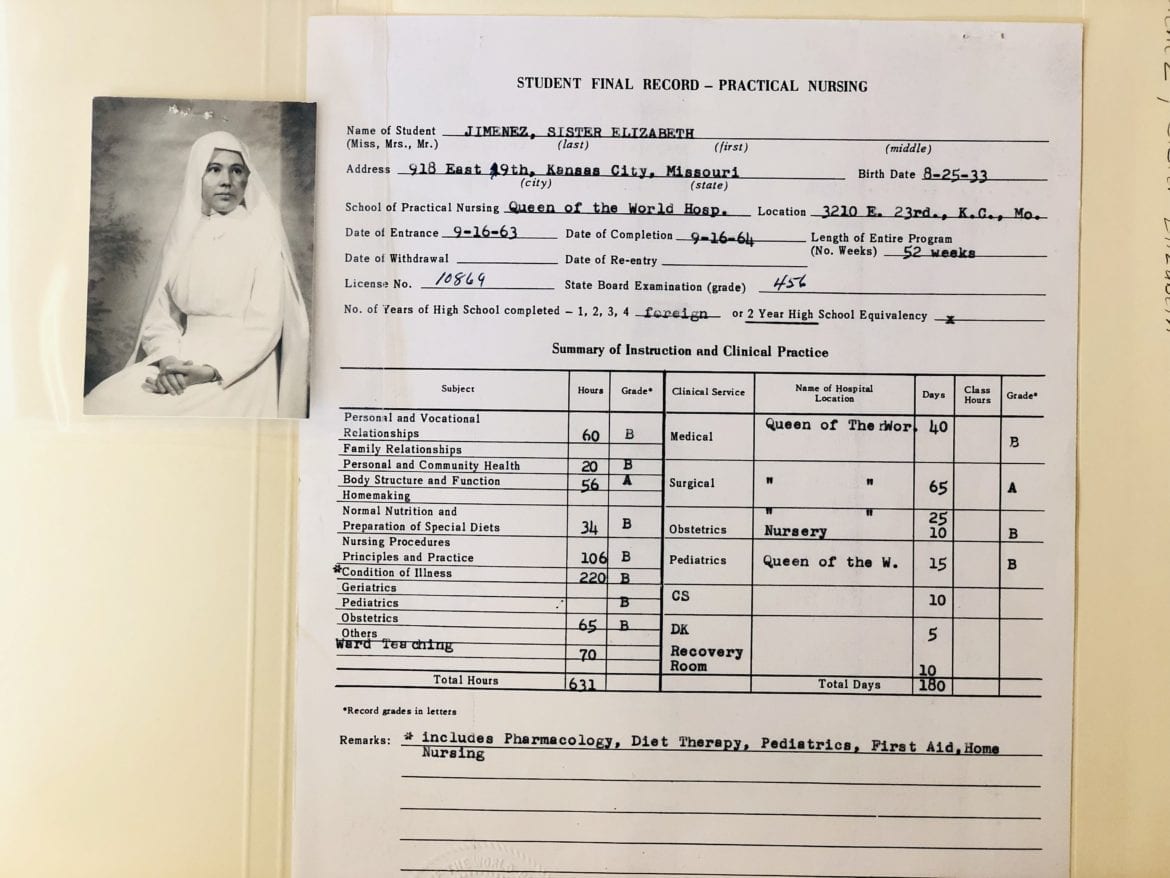 STUDENT FINAL RECORD – PRACTICAL NURSING
Name of Student JIMENEZ, SISTER ELIZABETH
(Miss, Mrs., Mr.) (last) (first) (middle)
Address 918 East 19th, Kansas City, Missouri Birth Date 8-25-33
(city) (state)
School of Practical Nursing Queen of the World Hosp. Location 3210 E. 23rd., K.C., Mo.
Date of Entrance 9-16-63 Date of Completion 9-16-64 Length of Entire Program
(No. Weeks) 52 weeks
Date of Withdrawal Date of Re-entry
License No. 10869 State Board Examination (grade) 456
No. of Years of High School completed – 1, 2, 3, 4 foreign or 2 Year High School Equivalency x
Summary of Instruction and Clinical Practice
Subject Hours Grade* Clinical Service Name of Hospital Location Days Class Hours Grade*
Personal and Vocational
Relationships 60 B
Family Relationships
Personal and Community Health 20 B
Body Structure and Function 56 A
Homemaking
Normal Nutrition and
Preparation of Special Diets 34 B
Nursing Procedures
Principles and Practice 106 B
*Condition of Illness 220 B
Geriatrics
Pediatrics B
Obstetrics 65 B
Others
Ward Teaching 70
Total Hours 631
Medical Queen of The Wor. 40 B
Surgical " " 65 A
" " 25
Obstetrics Nursery 10 B
Pediatrics Queen of the W. 15 B
CS 10
DK 5
Recovery
Room 10
Total Days 180
*Record grades in letters
Remarks: * includes Pharmacology, Diet Therapy, Pediatrics, First Aid, Home
Nursing
THE WORLD